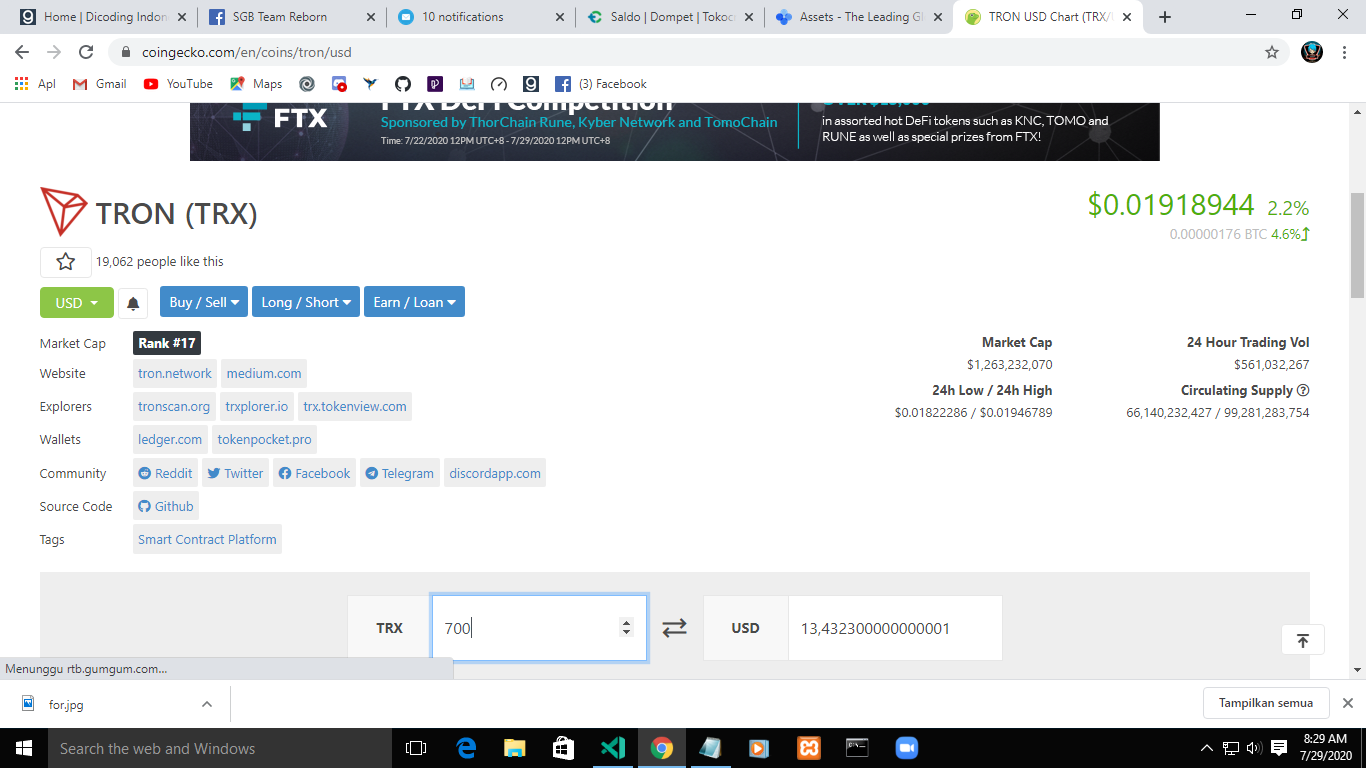 Home | Dicoding Indon
SGB Team Reborn
10 notifications
Saldo | Dompet | Tokoc
Assets - The Leading Gl
TRON USD Chart (TRX/
coingecko.com/en/coins/tron/usd
Apl
Gmail
YouTube
Maps
(3) Facebook
FTX
FTX DeFi Competition
Sponsored by ThorChain Rune, Kyber Network and TomoChain
Time: 7/22/2020 12PM UTC+8 - 7/29/2020 12PM UTC+8
in assorted hot DeFi tokens such as KNC, TOMO and
RUNE as well as special prizes from FTX!
TRON (TRX)
$0.01918944 2.2%
0.00000176 BTC 4.6%
19,062 people like this
USD
Buy / Sell
Long / Short
Earn / Loan
Market Cap Rank #17
Website tron.network medium.com
Explorers tronscan.org trxplorer.io trx.tokenview.com
Wallets ledger.com tokenpocket.pro
Community Reddit Twitter Facebook Telegram discordapp.com
Source Code Github
Tags Smart Contract Platform
Market Cap
$1,263,232,070
24 Hour Trading Vol
$561,032,267
24h Low / 24h High
$0.01822286 / $0.01946789
Circulating Supply
66,140,232,427 / 99,281,283,754
TRX 700
USD 13,432300000000001
Menunggu rtb.gumgum.com...
for.jpg
Tampilkan semua
Search the web and Windows
8:29 AM
7/29/2020